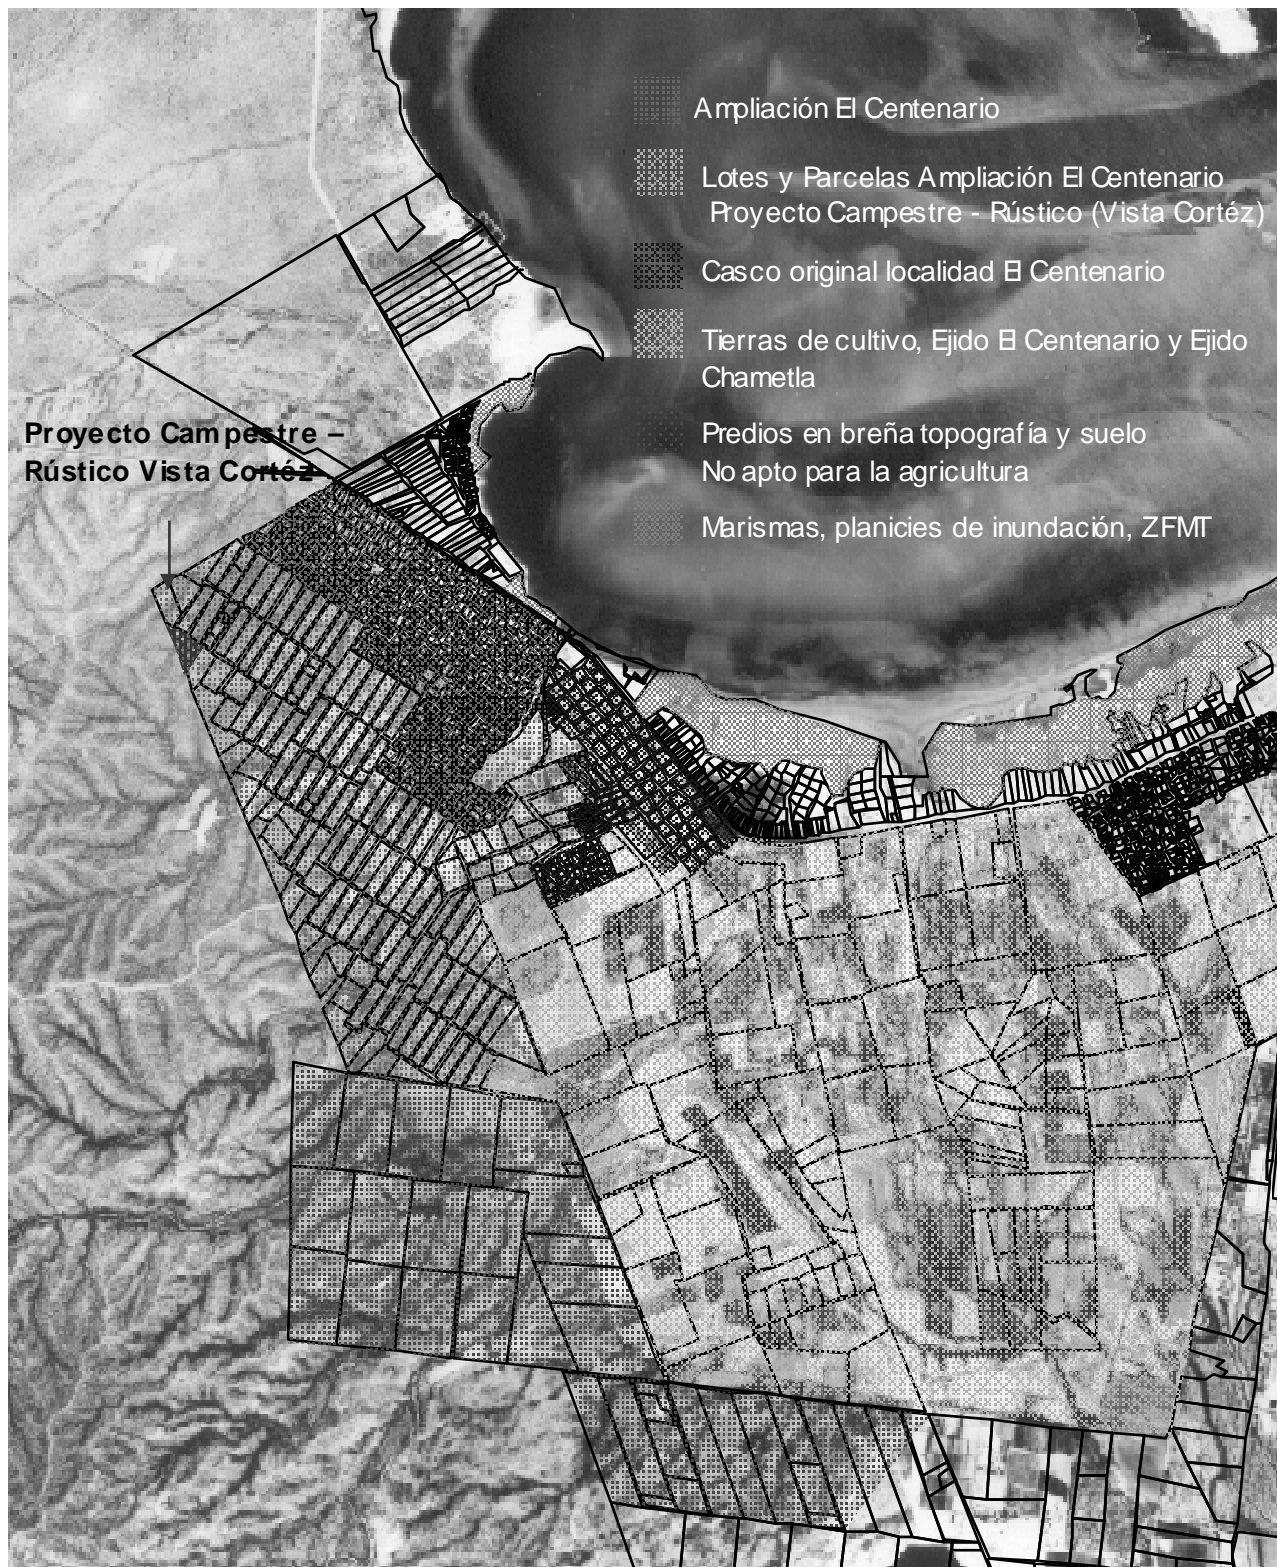 Ampliación El Centenario
Lotes y Parcelas Ampliación El Centenario
Proyecto Campestre - Rústico (Vista Cortéz)
Casco original localidad El Centenario
Tierras de cultivo, Ejido El Centenario y Ejido
Chametla
Proyecto Campestre –
Rústico Vista Cortéz
Predios en breña topografía y suelo
No apto para la agricultura
Marismas, planicies de inundación, ZFMT